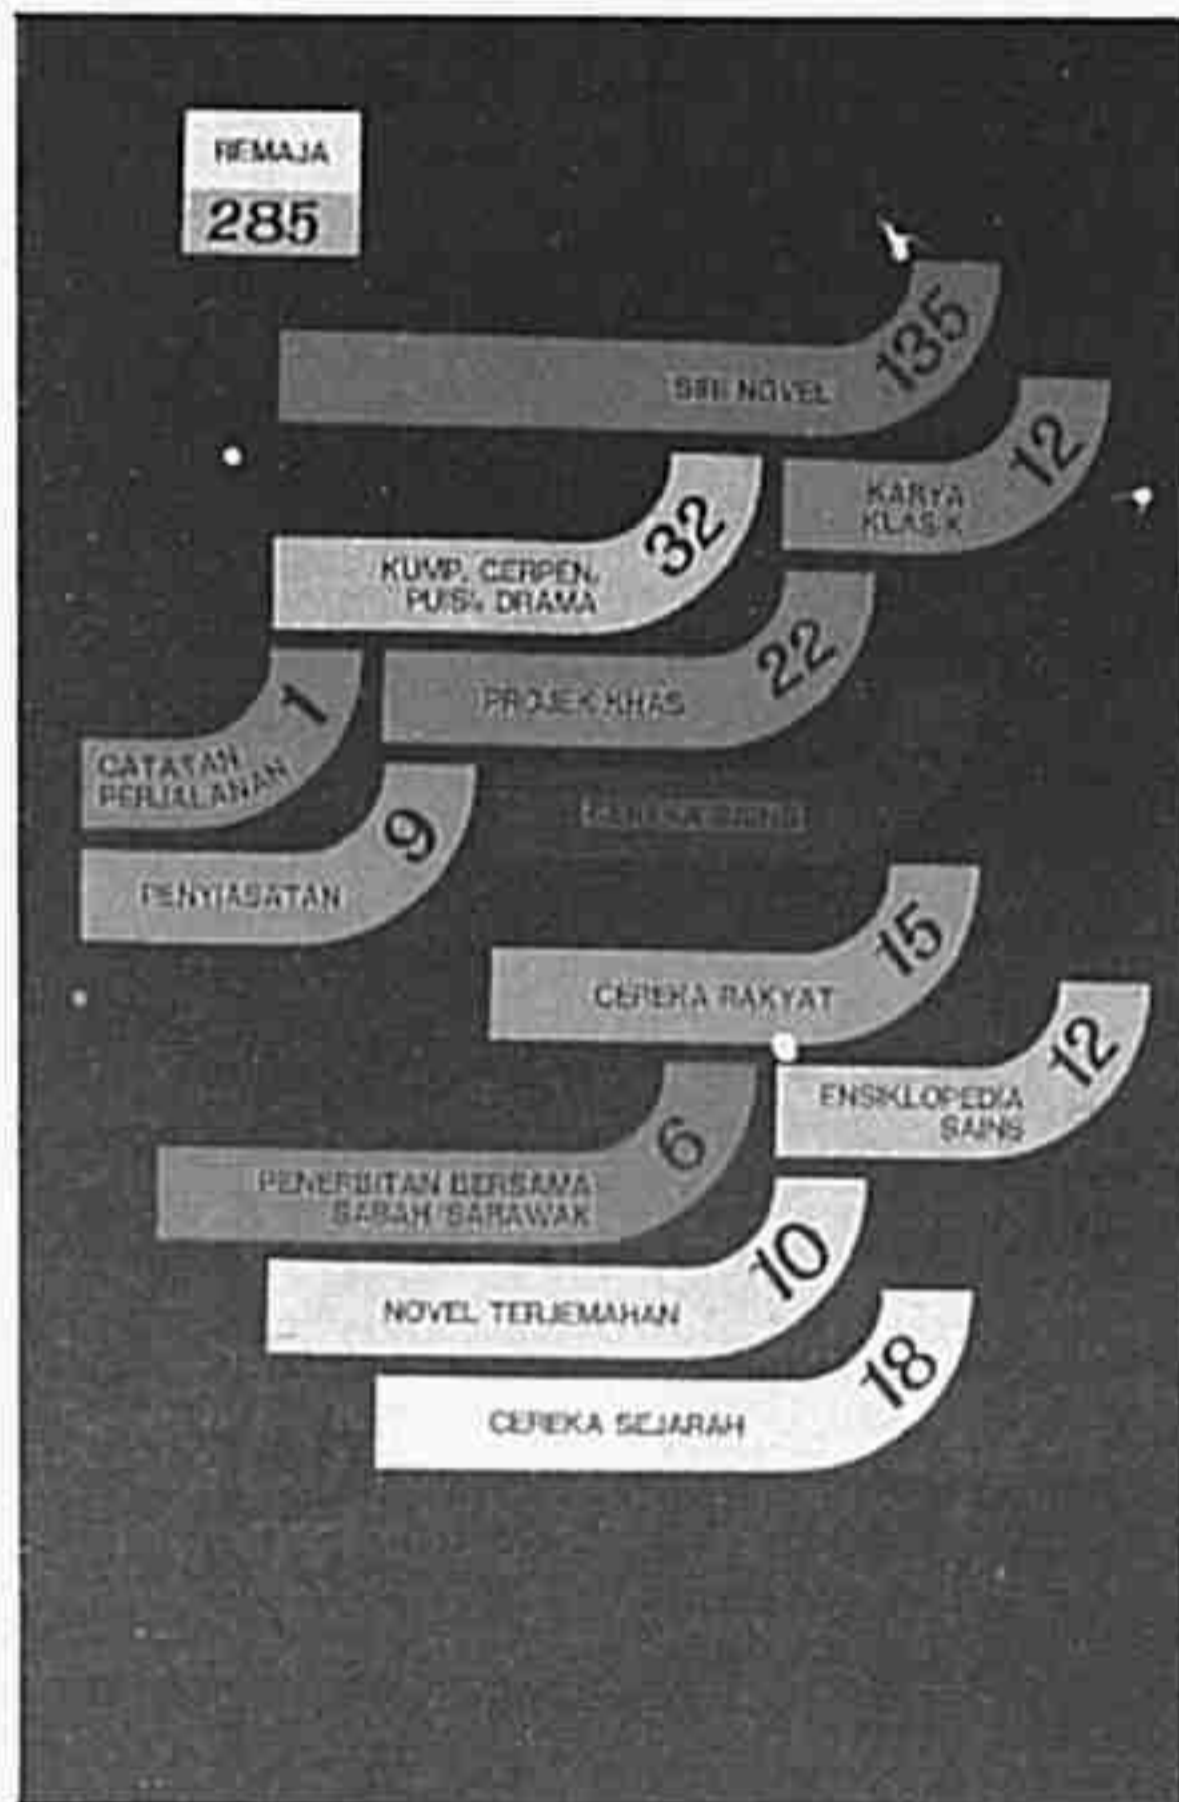 REMAJA
285
135
SIRI NOVEL
12
KARYA
KLASIK
32
KUMP. CERPEN,
PUISI, DRAMA
22
PROJEK KHAS
1
CATATAN
PERJALANAN
9
PENYIASATAN
CEREKA SAINS
15
CEREKA RAKYAT
12
ENSIKLOPEDIA
SAINS
6
PENERBITAN BERSAMA
SABAH/SARAWAK
10
NOVEL TERJEMAHAN
18
CEREKA SEJARAH